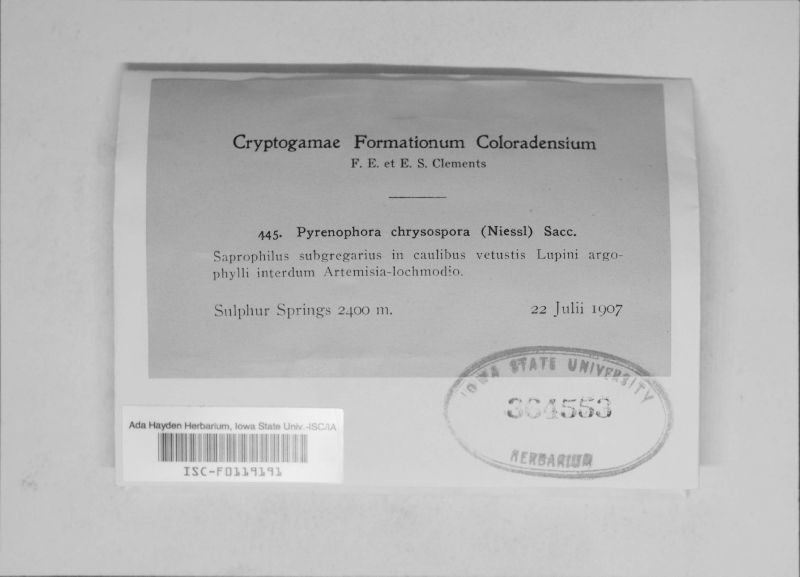 Cryptogamae Formationum Coloradensium
F. E. et E. S. Clements
445. Pyrenophora chrysospora (Niessl) Sacc.
Saprophilus subgregarius in caulibus vetustis Lupini argo-
phylli interdum Artemisia-lochmodio.
Sulphur Springs 2400 m. 22 Julii 1907
IOWA STATE UNIVERSITY
364553
HERBARIUM
Ada Hayden Herbarium, Iowa State Univ.-ISC/IA
ISC-F0119191